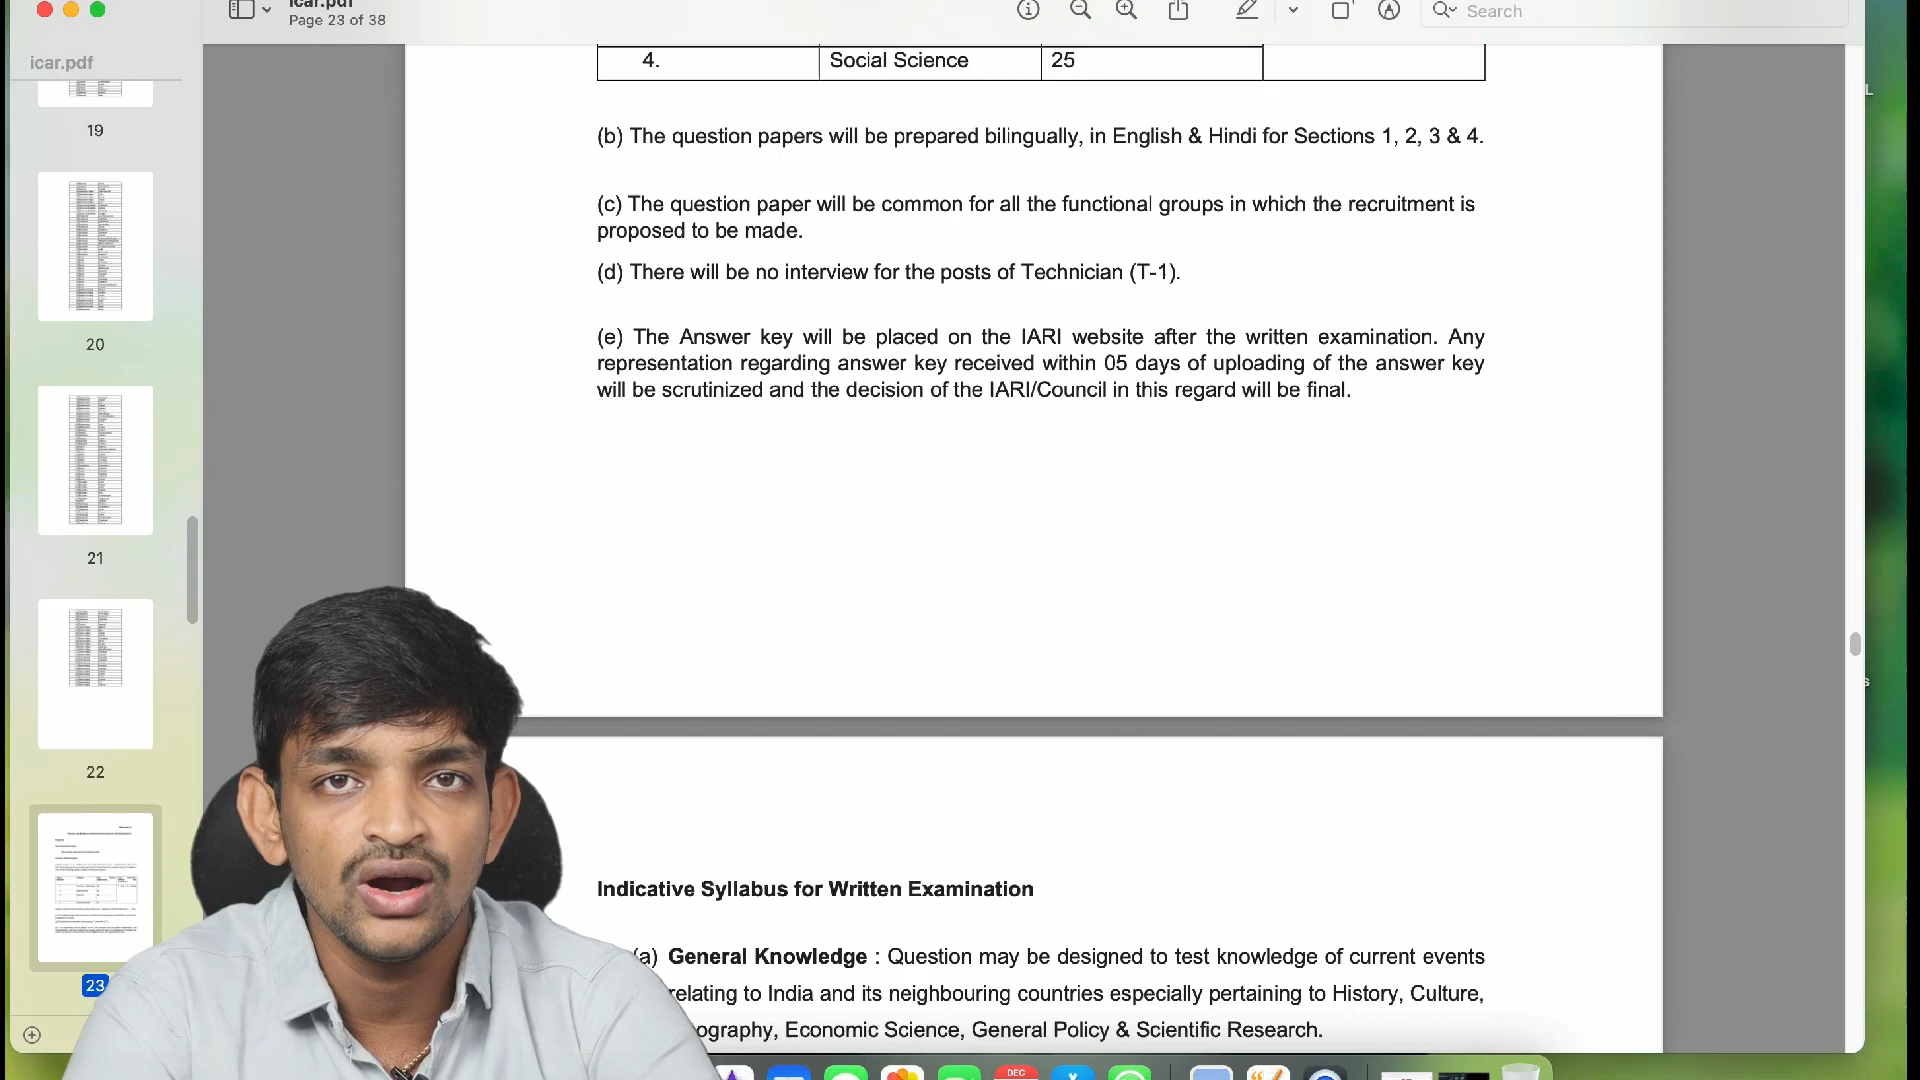 icar.pdf
Page 23 of 38
Search
icar.pdf
19
20
21
22
23
4. Social Science 25
(b) The question papers will be prepared bilingually, in English & Hindi for Sections 1, 2, 3 & 4.
(c) The question paper will be common for all the functional groups in which the recruitment is
proposed to be made.
(d) There will be no interview for the posts of Technician (T-1).
(e) The Answer key will be placed on the IARI website after the written examination. Any
representation regarding answer key received within 05 days of uploading of the answer key
will be scrutinized and the decision of the IARI/Council in this regard will be final.
Indicative Syllabus for Written Examination
(a) General Knowledge : Question may be designed to test knowledge of current events
relating to India and its neighbouring countries especially pertaining to History, Culture,
ography, Economic Science, General Policy & Scientific Research.
DEC